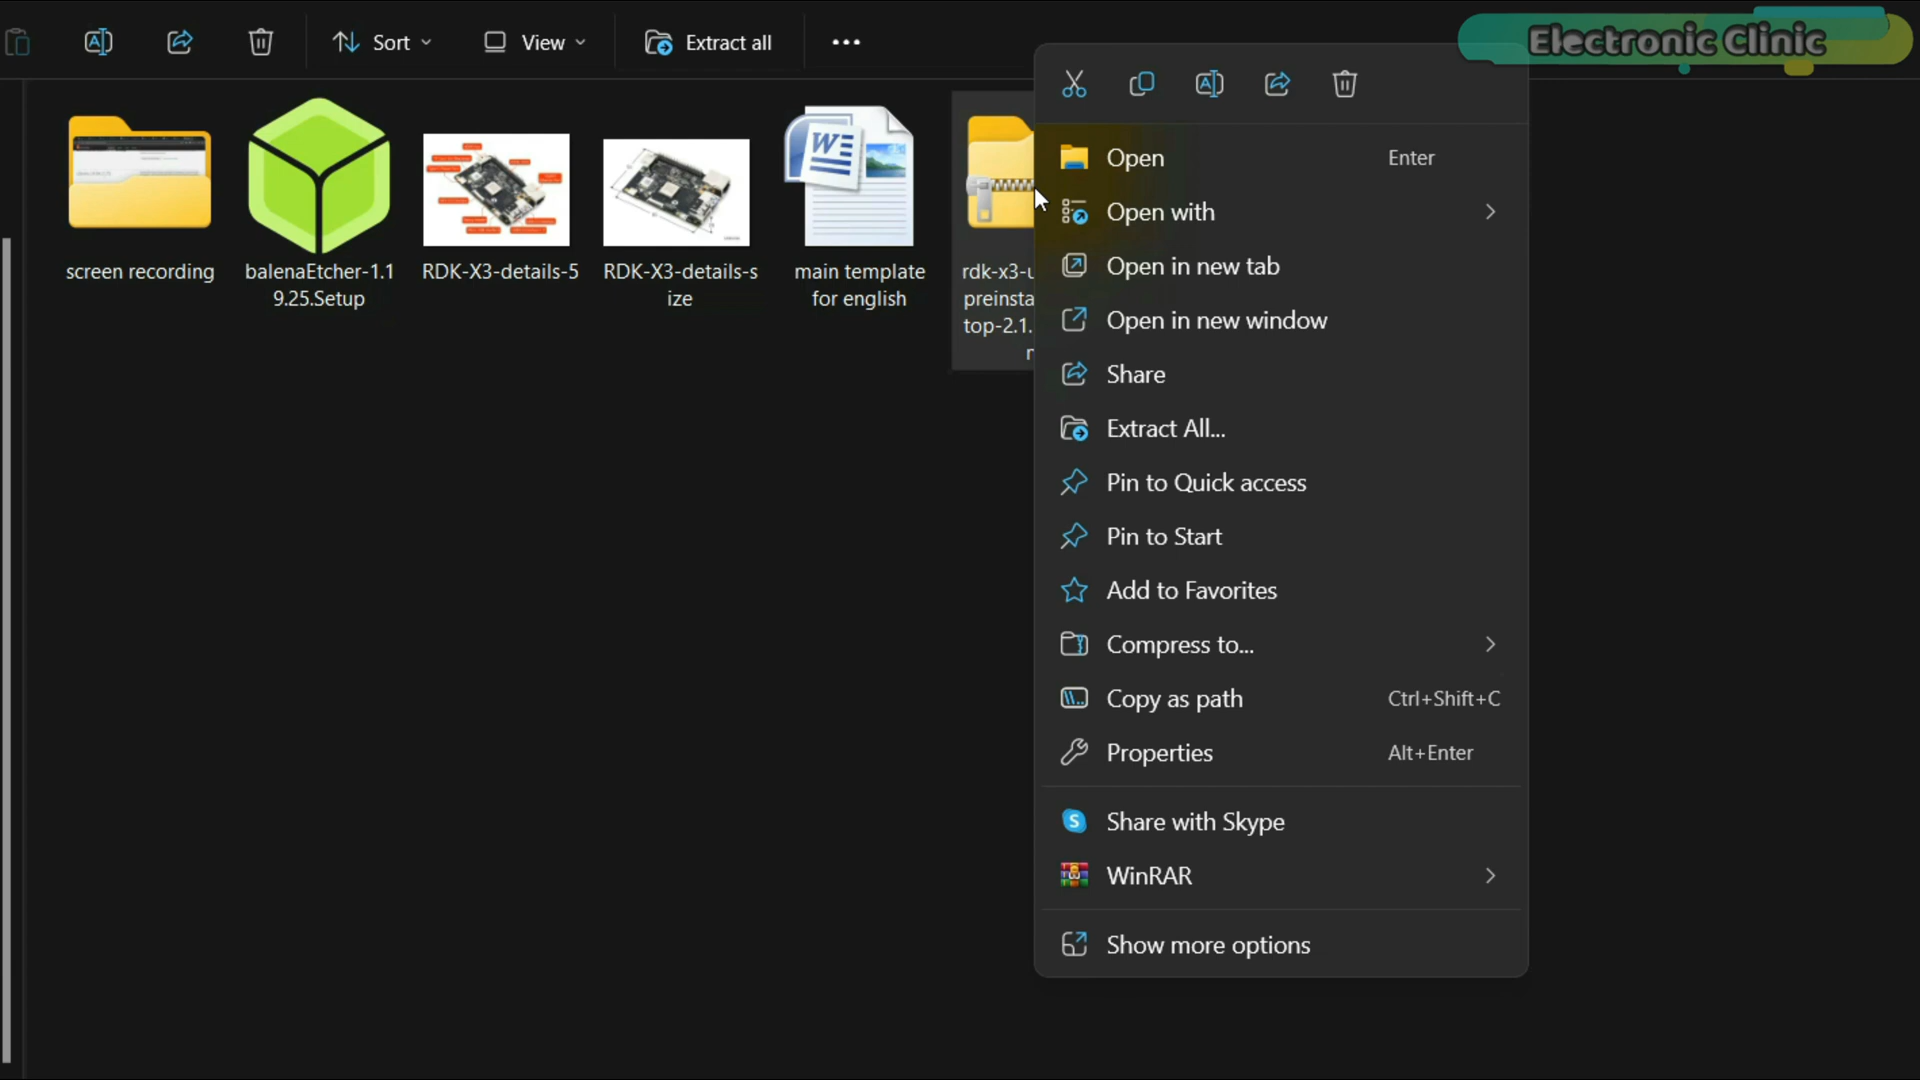 Sort
View
Extract all
Electronic Clinic
screen recording
balenaEtcher-1.1
9.25.Setup
RDK-X3-details-5
RDK-X3-details-s
ize
main template
for english
rdk-x3-u
preinsta
top-2.1.
Open Enter
Open with
Open in new tab
Open in new window
Share
Extract All...
Pin to Quick access
Pin to Start
Add to Favorites
Compress to...
Copy as path Ctrl+Shift+C
Properties Alt+Enter
Share with Skype
WinRAR
Show more options